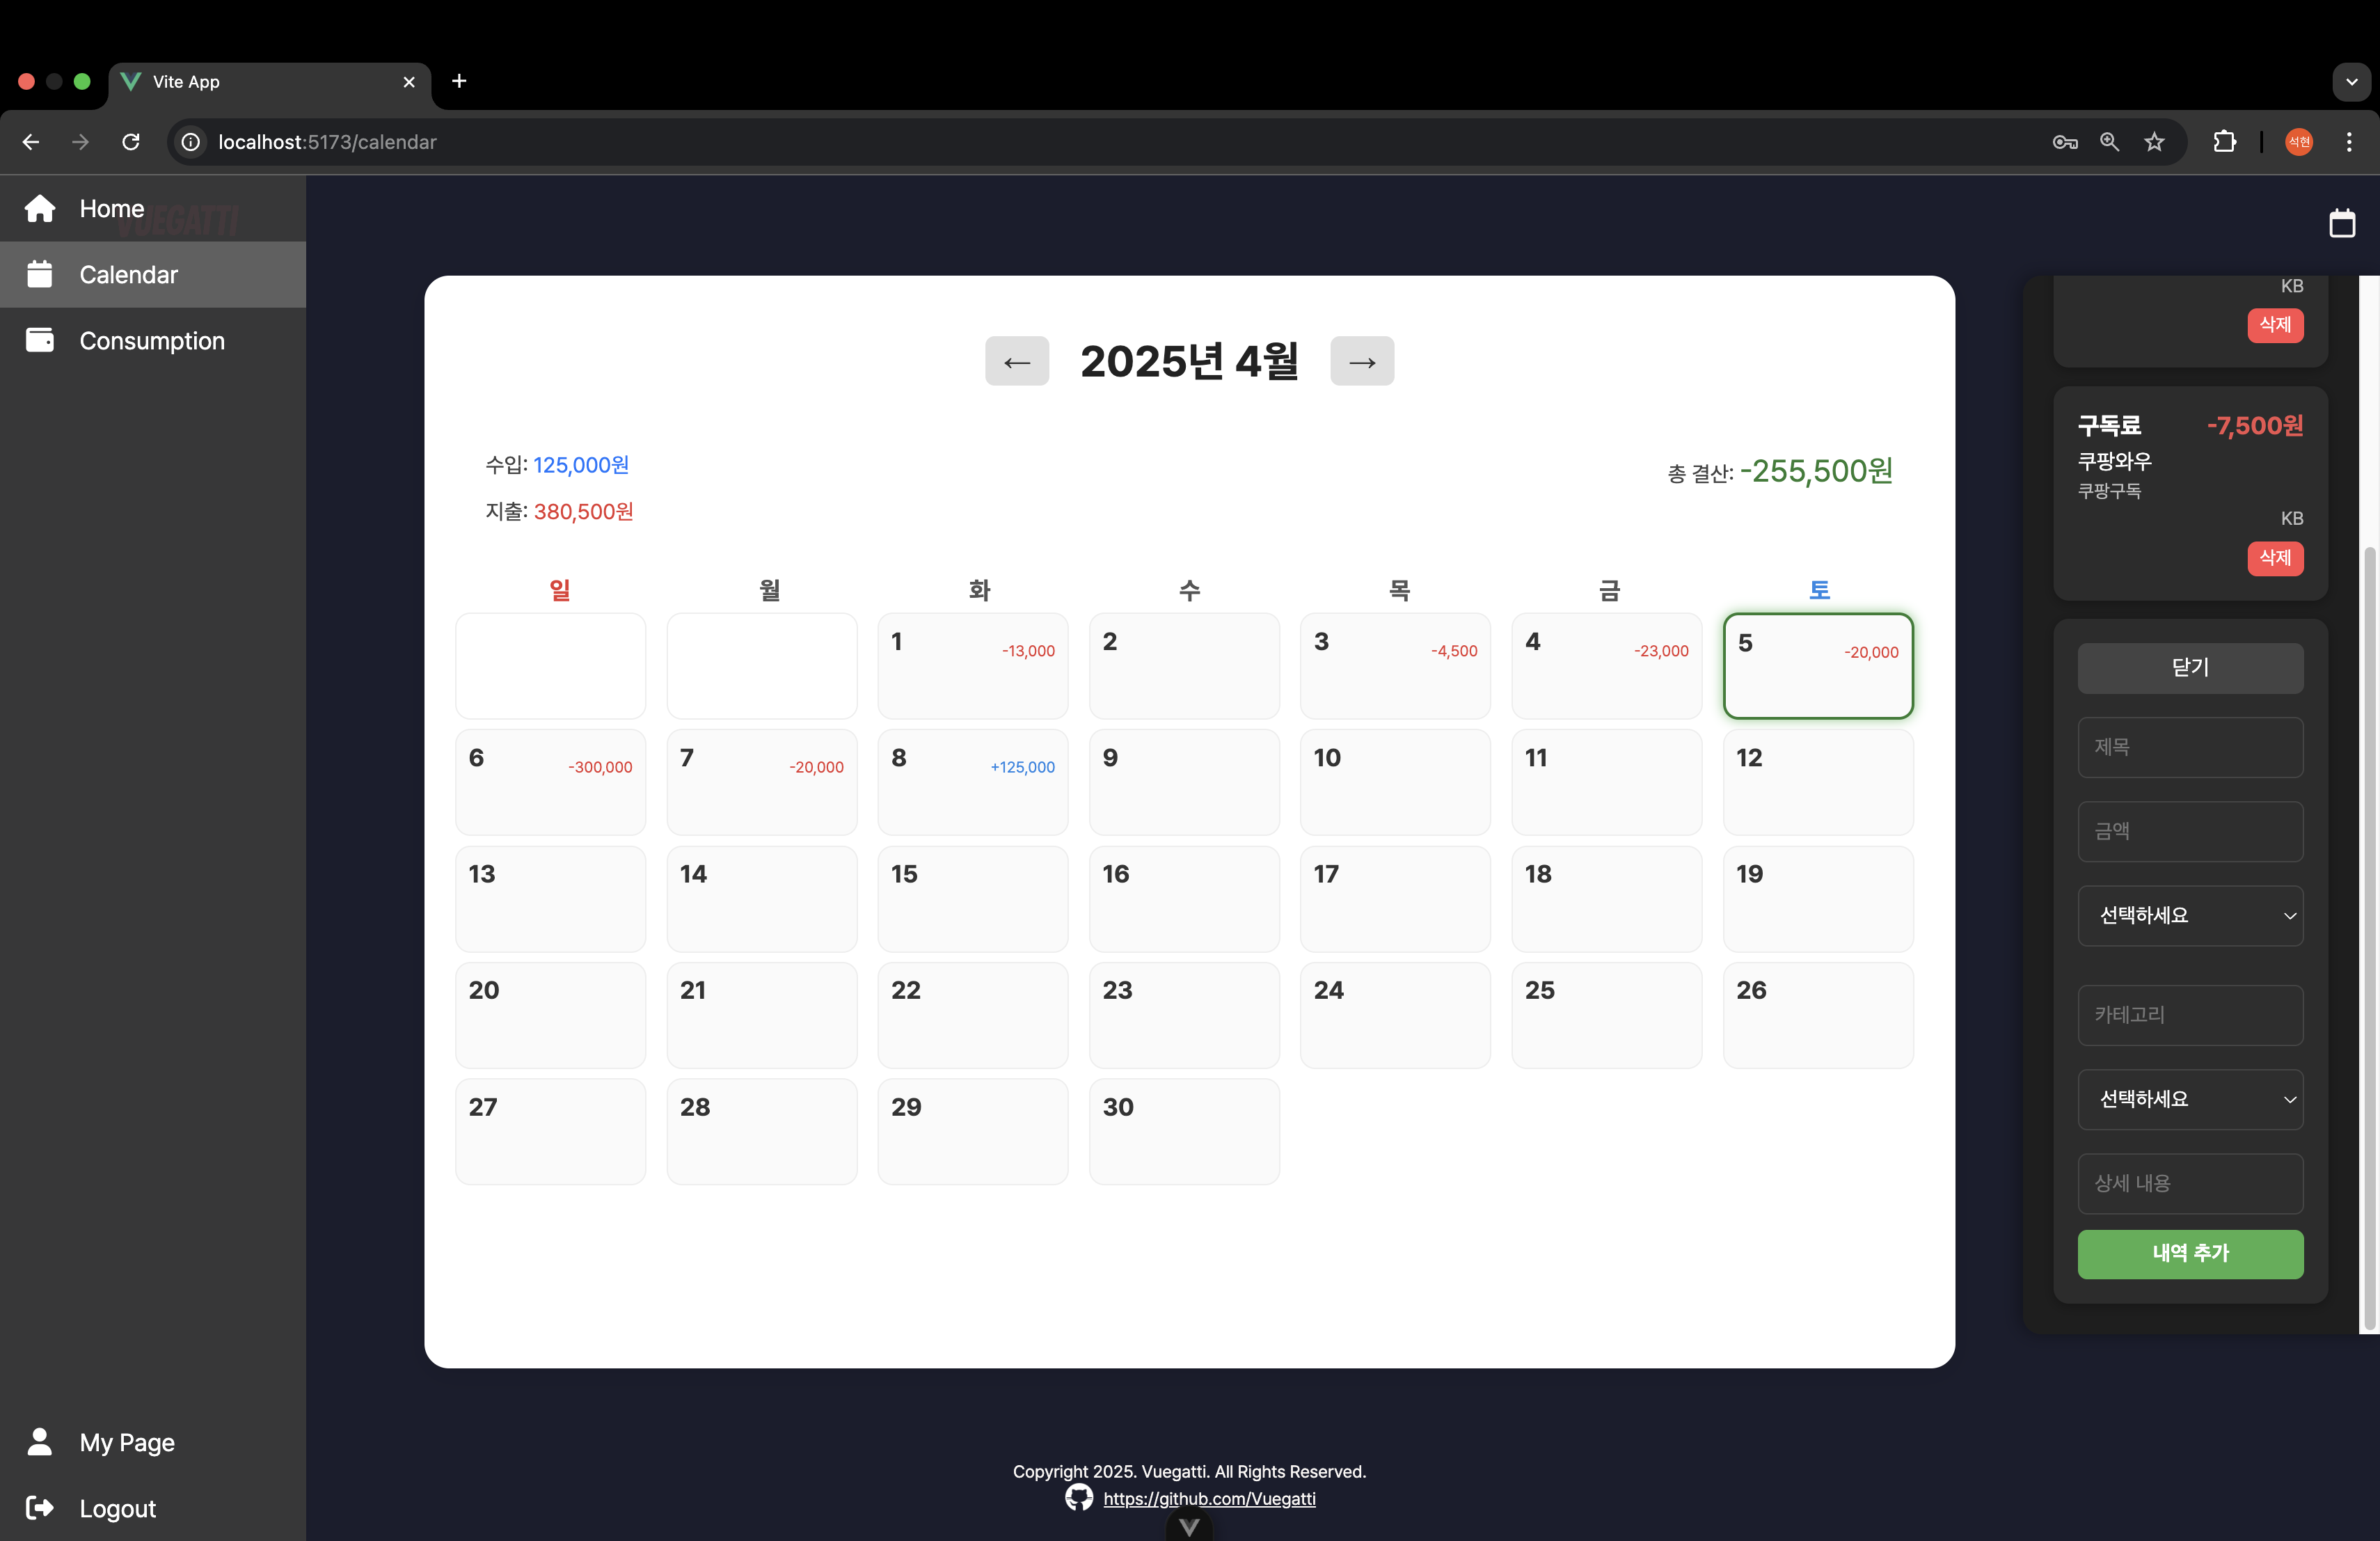 Vite App
localhost:5173/calendar
석현
Home
VUEGATTI
Calendar
Consumption
My Page
Logout
← 2025년 4월 →
수입: 125,000원
지출: 380,500원
총 결산: -255,500원
일 월 화 수 목 금 토
1 -13,000 2 3 -4,500 4 -23,000 5 -20,000
6 -300,000 7 -20,000 8 +125,000 9 10 11 12
13 14 15 16 17 18 19
20 21 22 23 24 25 26
27 28 29 30
KB
삭제
구독료 -7,500원
쿠팡와우
쿠팡구독
KB
삭제
닫기
제목
금액
선택하세요
카테고리
선택하세요
상세 내용
내역 추가
Copyright 2025. Vuegatti. All Rights Reserved.
https://github.com/Vuegatti